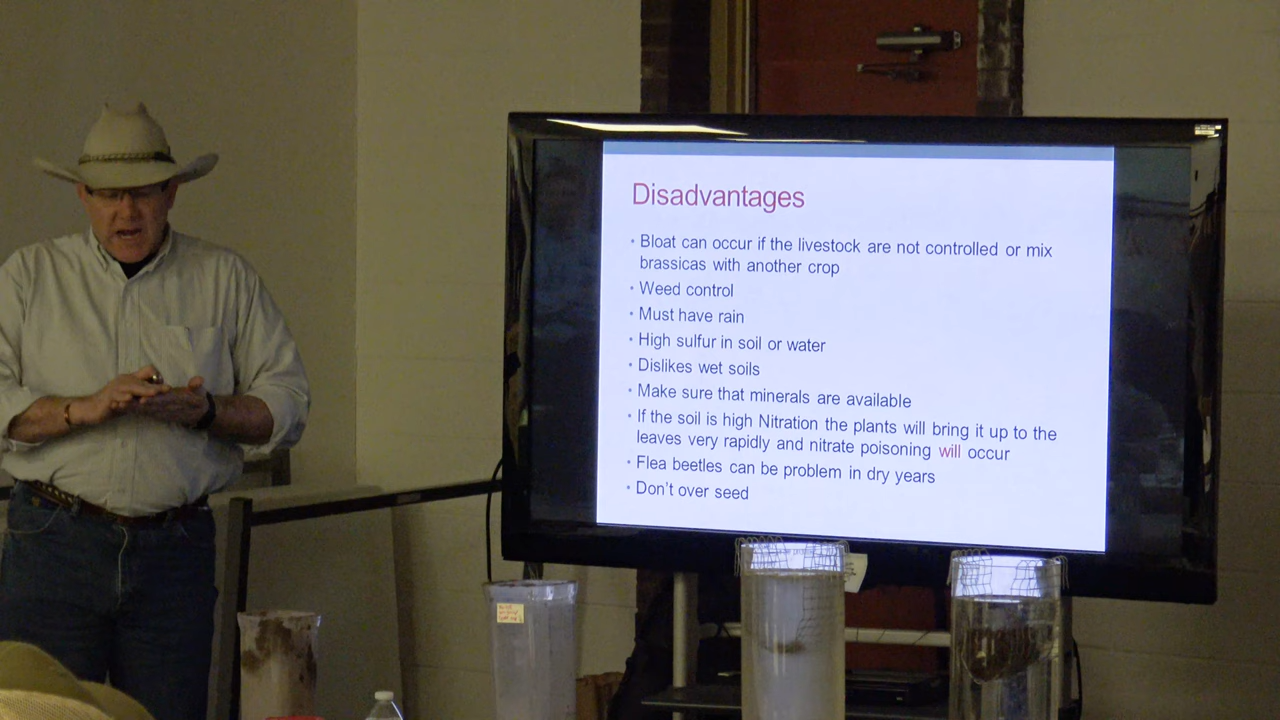 Disadvantages
• Bloat can occur if the livestock are not controlled or mix
brassicas with another crop
• Weed control
• Must have rain
• High sulfur in soil or water
• Dislikes wet soils
• Make sure that minerals are available
• If the soil is high Nitration the plants will bring it up to the
leaves very rapidly and nitrate poisoning will occur
• Flea beetles can be problem in dry years
• Don't over seed